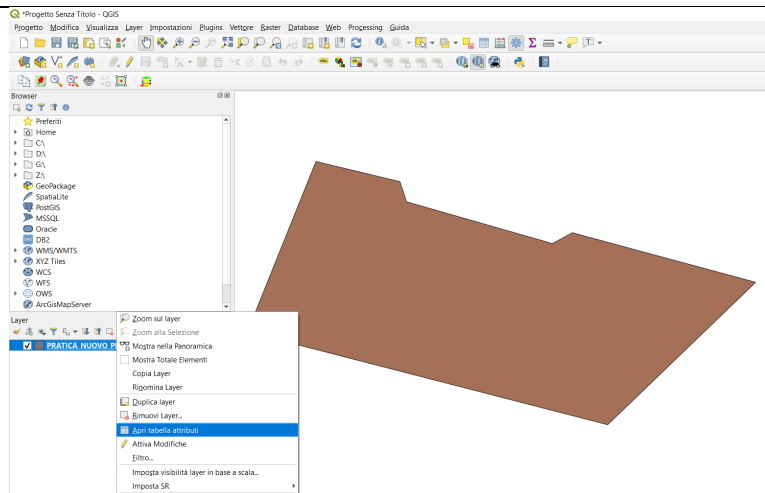 *Progetto Senza Titolo - QGIS
Progetto Modifica Visualizza Layer Impostazioni Plugins Vettore Raster Database Web Processing Guida
Browser
Preferiti
Home
C:\
D:\
G:\
Z:\
GeoPackage
SpatiaLite
PostGIS
MSSQL
Oracle
DB2
WMS/WMTS
XYZ Tiles
WCS
WFS
OWS
ArcGisMapServer
Layer
PRATICA NUOVO
Zoom sul layer
Zoom alla Selezione
Mostra nella Panoramica
Mostra Totale Elementi
Copia Layer
Rinomina Layer
Duplica layer
Rimuovi Layer...
Apri tabella attributi
Attiva Modifiche
Filtro...
Imposta visibilità layer in base a scala...
Imposta SR